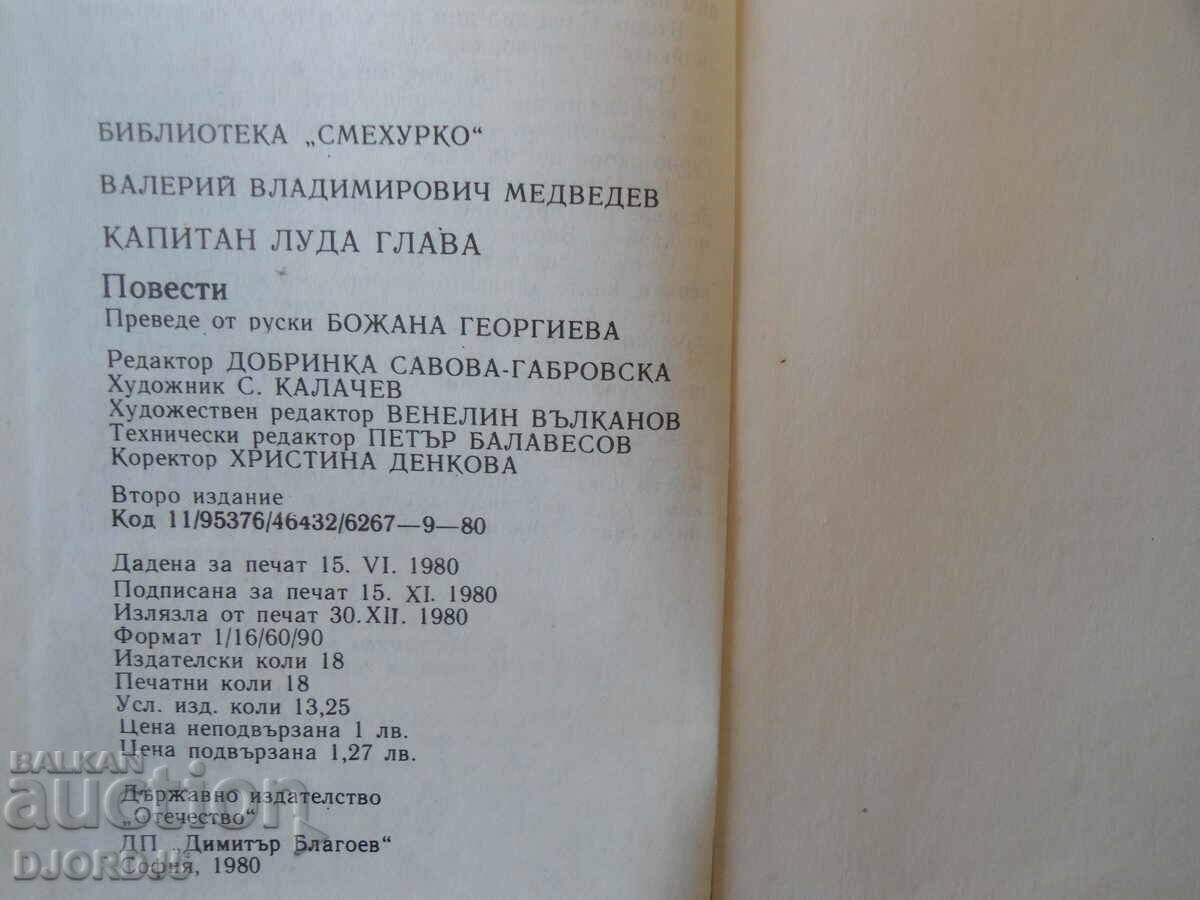 БИБЛИОТЕКА „СМЕХУРКО“
ВАЛЕРИЙ ВЛАДИМИРОВИЧ МЕДВЕДЕВ
КАПИТАН ЛУДА ГЛАВА
Повести
Преведе от руски БОЖАНА ГЕОРГИЕВА
Редактор ДОБРИНКА САВОВА-ГАБРОВСКА
Художник С. КАЛАЧЕВ
Художествен редактор ВЕНЕЛИН ВЪЛКАНОВ
Технически редактор ПЕТЪР БАЛАВЕСОВ
Коректор ХРИСТИНА ДЕНКОВА
Второ издание
Код 11/95376/46432/6267—9—80
Дадена за печат 15. VI. 1980
Подписана за печат 15. XI. 1980
Излязла от печат 30. XII. 1980
Формат 1/16/60/90
Издателски коли 18
Печатни коли 18
Усл. изд. коли 13,25
Цена неподвързана 1 лв.
Цена подвързана 1,27 лв.
Държавно издателство
„Отечество“
ДП „Димитър Благоев“
София, 1980
BALKAN
auction
DJORD15